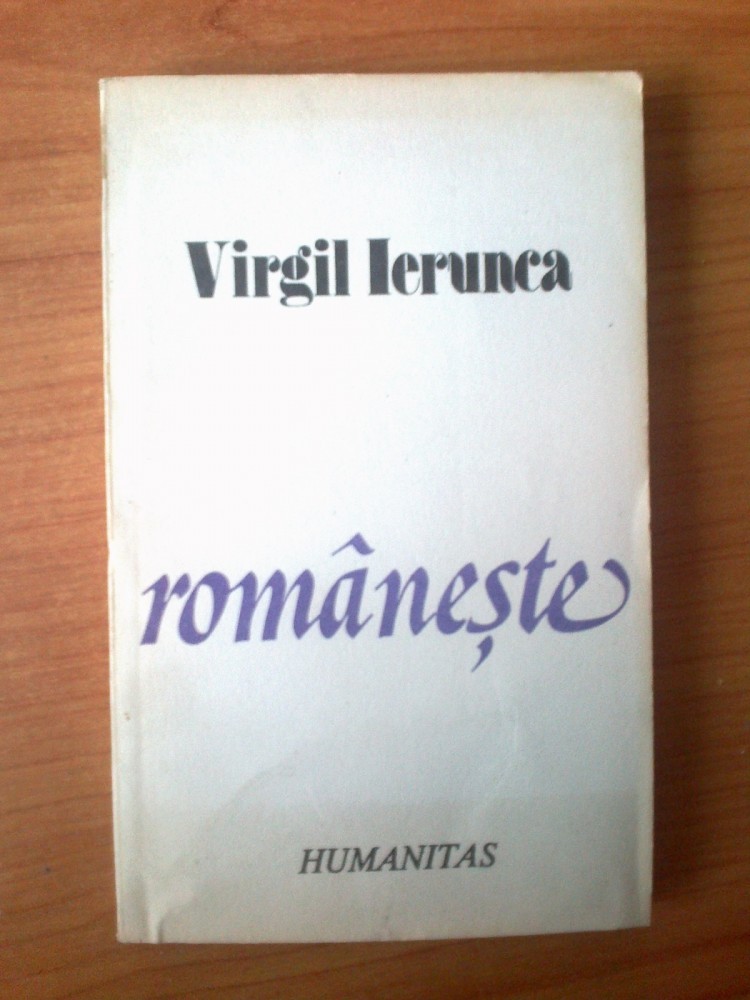 Virgil Ierunca
românește
HUMANITAS